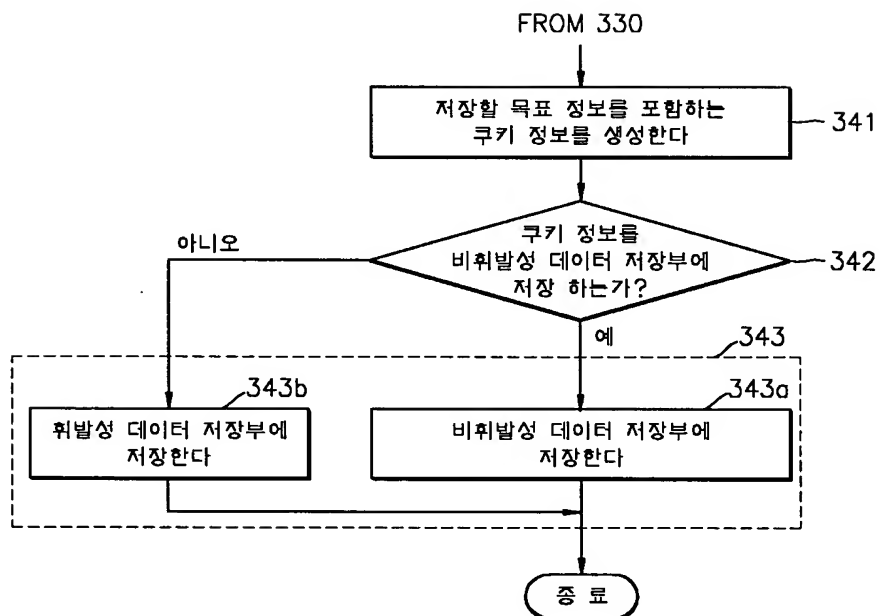 FROM 330
저장할 목표 정보를 포함하는
쿠키 정보를 생성한다
341
쿠키 정보를
비휘발성 데이터 저장부에
저장 하는가?
342
아니오
예
343
343b
휘발성 데이터 저장부에
저장한다
343a
비휘발성 데이터 저장부에
저장한다
종 료